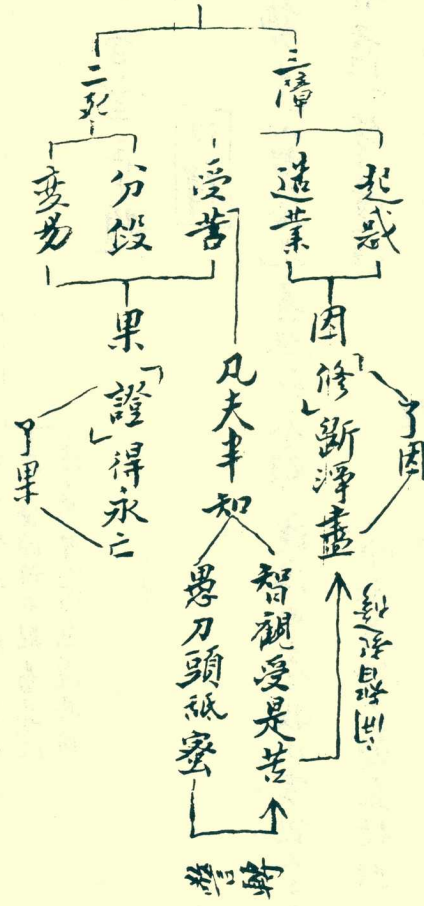 三障
二死
起惑
造業
受苦
分段
變易
因「修」斷淨盡
了因
果「證」得永亡
了果
凡夫半知
智觀受是苦
愚刀頭紙蜜